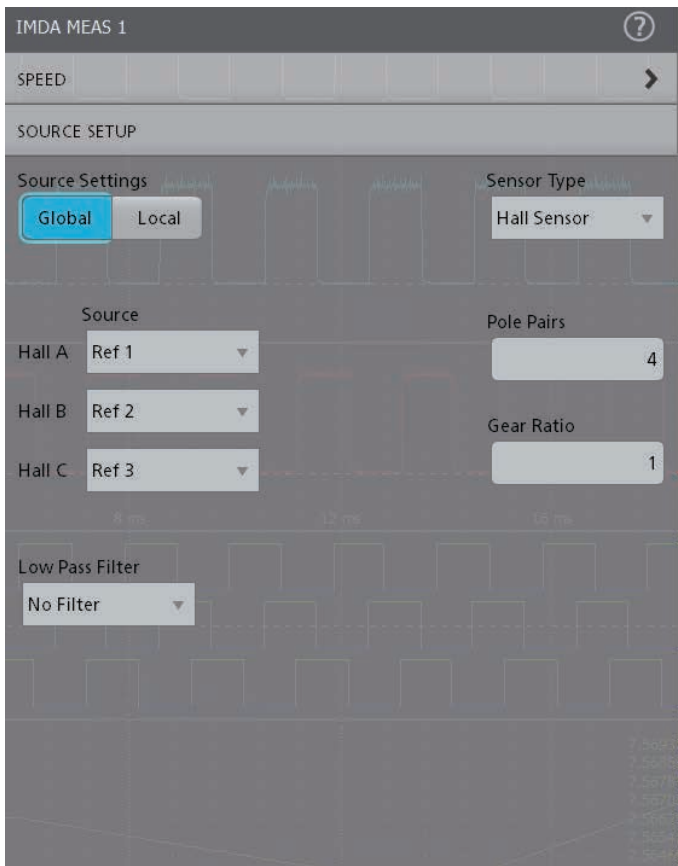 IMDA MEAS 1
?
SPEED
SOURCE SETUP
Source Settings
Sensor Type
Global
Local
Hall Sensor
Source
Pole Pairs
Hall A
Ref 1
4
Hall B
Ref 2
Gear Ratio
Hall C
Ref 3
1
8 ms
12 ms
16 ms
Low Pass Filter
No Filter